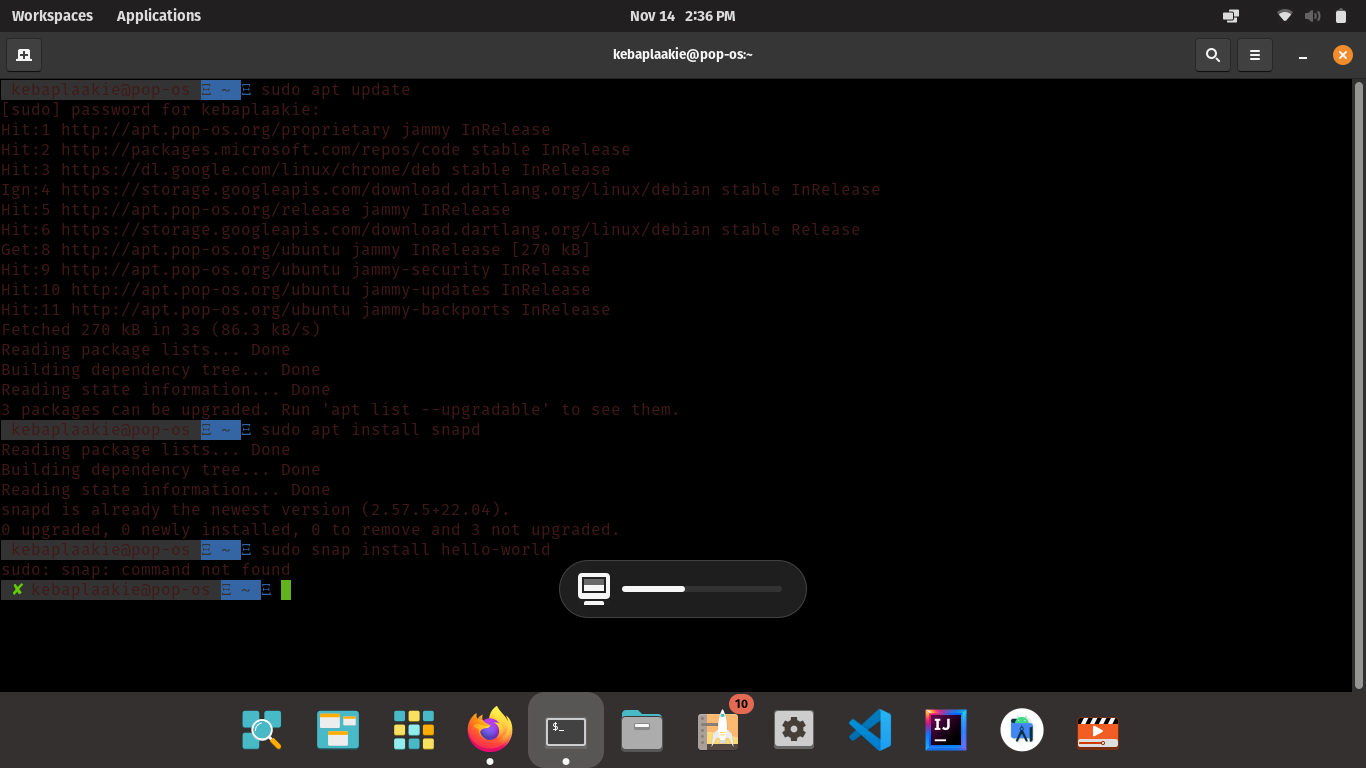 Workspaces Applications Nov 14 2:36 PM
kebaplaakie@pop-os:~
kebaplaakie@pop-os Ξ ~ Ξ sudo apt update
[sudo] password for kebaplaakie:
Hit:1 http://apt.pop-os.org/proprietary jammy InRelease
Hit:2 http://packages.microsoft.com/repos/code stable InRelease
Hit:3 https://dl.google.com/linux/chrome/deb stable InRelease
Ign:4 https://storage.googleapis.com/download.dartlang.org/linux/debian stable InRelease
Hit:5 http://apt.pop-os.org/release jammy InRelease
Hit:6 https://storage.googleapis.com/download.dartlang.org/linux/debian stable Release
Get:8 http://apt.pop-os.org/ubuntu jammy InRelease [270 kB]
Hit:9 http://apt.pop-os.org/ubuntu jammy-security InRelease
Hit:10 http://apt.pop-os.org/ubuntu jammy-updates InRelease
Hit:11 http://apt.pop-os.org/ubuntu jammy-backports InRelease
Fetched 270 kB in 3s (86.3 kB/s)
Reading package lists... Done
Building dependency tree... Done
Reading state information... Done
3 packages can be upgraded. Run 'apt list --upgradable' to see them.
kebaplaakie@pop-os Ξ ~ Ξ sudo apt install snapd
Reading package lists... Done
Building dependency tree... Done
Reading state information... Done
snapd is already the newest version (2.57.5+22.04).
0 upgraded, 0 newly installed, 0 to remove and 3 not upgraded.
kebaplaakie@pop-os Ξ ~ Ξ sudo snap install hello-world
sudo: snap: command not found
✘ kebaplaakie@pop-os Ξ ~ Ξ
$_
10
IJ